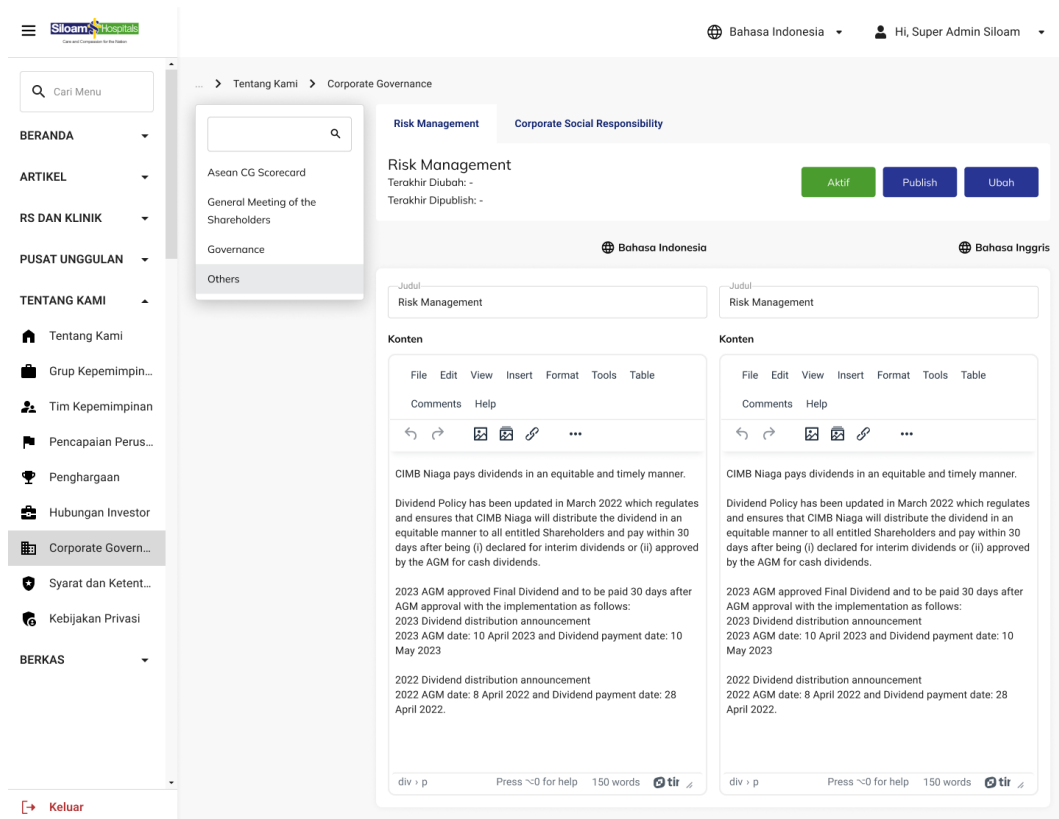 Siloam Hospitals
Care and Compassion for the Nation
Bahasa Indonesia
Hi, Super Admin Siloam
Cari Menu
BERANDA
ARTIKEL
RS DAN KLINIK
PUSAT UNGGULAN
TENTANG KAMI
Tentang Kami
Grup Kepemimpin...
Tim Kepemimpinan
Pencapaian Perus...
Penghargaan
Hubungan Investor
Corporate Govern...
Syarat dan Ketent...
Kebijakan Privasi
BERKAS
Keluar
... > Tentang Kami > Corporate Governance
Asean CG Scorecard
General Meeting of the
Shareholders
Governance
Others
Risk Management Corporate Social Responsibility
Risk Management
Terakhir Diubah: -
Terakhir Dipublish: -
Aktif Publish Ubah
Bahasa Indonesia
Judul
Risk Management
Konten
File Edit View Insert Format Tools Table
Comments Help
CIMB Niaga pays dividends in an equitable and timely manner.
Dividend Policy has been updated in March 2022 which regulates
and ensures that CIMB Niaga will distribute the dividend in an
equitable manner to all entitled Shareholders and pay within 30
days after being (i) declared for interim dividends or (ii) approved
by the AGM for cash dividends.
2023 AGM approved Final Dividend and to be paid 30 days after
AGM approval with the implementation as follows:
2023 Dividend distribution announcement
2023 AGM date: 10 April 2023 and Dividend payment date: 10
May 2023
2022 Dividend distribution announcement
2022 AGM date: 8 April 2022 and Dividend payment date: 28
April 2022.
div › p Press ⌥0 for help 150 words tir
Bahasa Inggris
Judul
Risk Management
Konten
File Edit View Insert Format Tools Table
Comments Help
CIMB Niaga pays dividends in an equitable and timely manner.
Dividend Policy has been updated in March 2022 which regulates
and ensures that CIMB Niaga will distribute the dividend in an
equitable manner to all entitled Shareholders and pay within 30
days after being (i) declared for interim dividends or (ii) approved
by the AGM for cash dividends.
2023 AGM approved Final Dividend and to be paid 30 days after
AGM approval with the implementation as follows:
2023 Dividend distribution announcement
2023 AGM date: 10 April 2023 and Dividend payment date: 10
May 2023
2022 Dividend distribution announcement
2022 AGM date: 8 April 2022 and Dividend payment date: 28
April 2022.
div › p Press ⌥0 for help 150 words tir